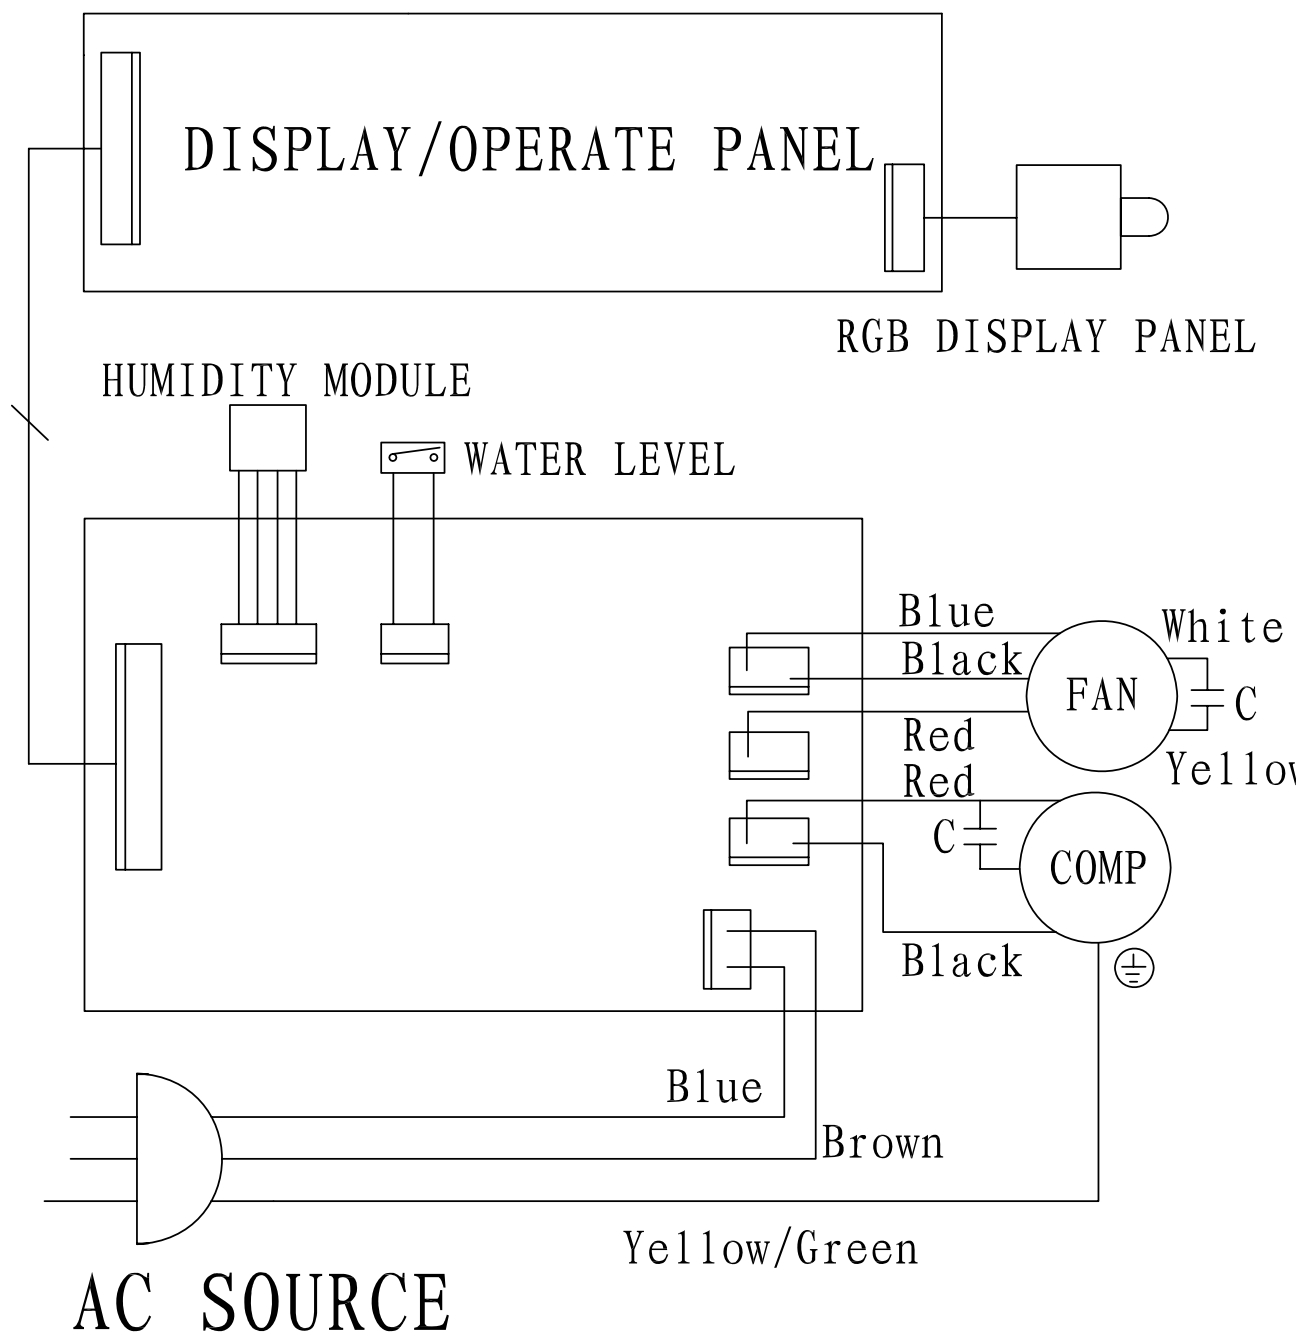 DISPLAY/OPERATE PANEL
RGB DISPLAY PANEL
HUMIDITY MODULE
WATER LEVEL
Blue
White
Black
FAN
C
Red
Yellow
Red
C
COMP
Black
Blue
Brown
Yellow/Green
AC SOURCE